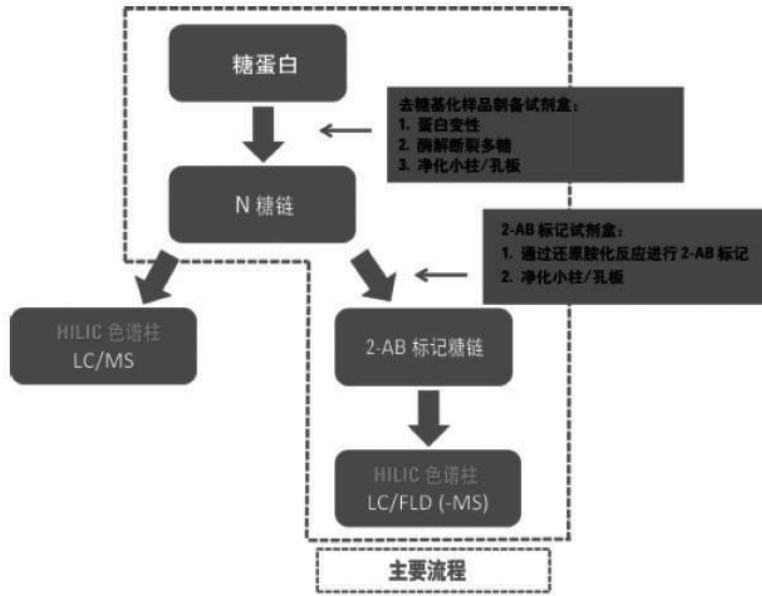 糖蛋白
去糖基化样品制备试剂盒：
1. 蛋白变性
2. 酶解断裂多糖
3. 净化小柱/孔板
N 糖链
2-AB 标记试剂盒：
1. 通过还原胺化反应进行 2-AB 标记
2. 净化小柱/孔板
HILIC 色谱柱
LC/MS
2-AB 标记糖链
HILIC 色谱柱
LC/FLD (-MS)
主要流程